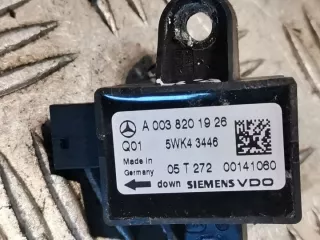 A 003 820 19 26
Q01 5WK4 3446
Made in
Germany
05 T 272 00141060
down SIEMENS VDO